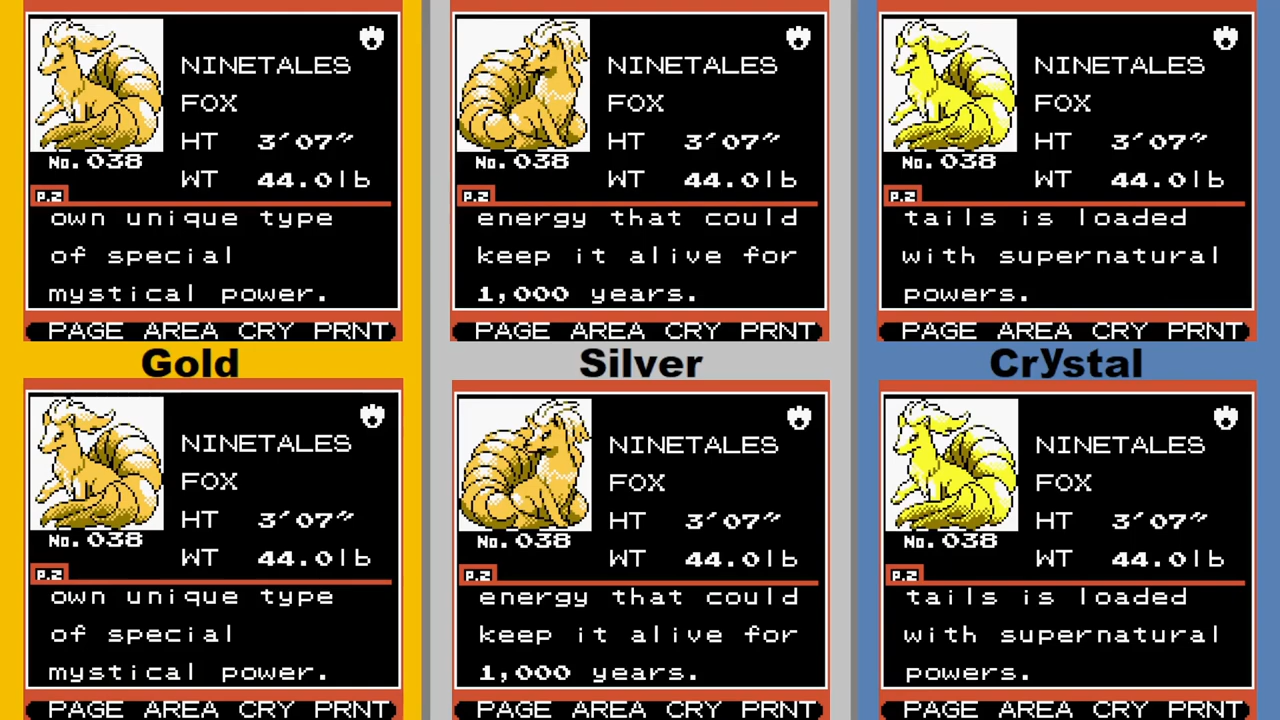 NINETALES
FOX
HT 3′07″
No. 038
WT 44.0lb
P.2
own unique type
of special
mystical power.
PAGE AREA CRY PRNT
NINETALES
FOX
HT 3′07″
No. 038
WT 44.0lb
P.2
energy that could
keep it alive for
1,000 years.
PAGE AREA CRY PRNT
NINETALES
FOX
HT 3′07″
No. 038
WT 44.0lb
P.2
tails is loaded
with supernatural
powers.
PAGE AREA CRY PRNT
Gold
Silver
Crystal
NINETALES
FOX
HT 3′07″
No. 038
WT 44.0lb
P.2
own unique type
of special
mystical power.
PAGE AREA CRY PRNT
NINETALES
FOX
HT 3′07″
No. 038
WT 44.0lb
P.2
energy that could
keep it alive for
1,000 years.
PAGE AREA CRY PRNT
NINETALES
FOX
HT 3′07″
No. 038
WT 44.0lb
P.2
tails is loaded
with supernatural
powers.
PAGE AREA CRY PRNT